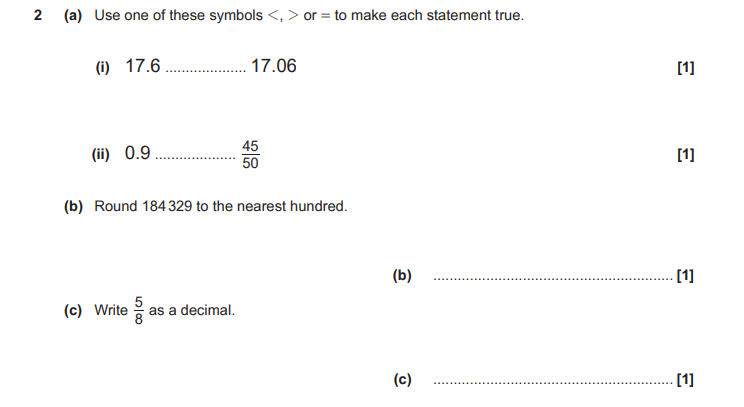 2 (a) Use one of these symbols <, > or = to make each statement true.
(i) 17.6 .................... 17.06 [1]
(ii) 0.9 .................... 45/50 [1]
(b) Round 184 329 to the nearest hundred.
(b) ............................................................ [1]
(c) Write 5/8 as a decimal.
(c) ............................................................ [1]